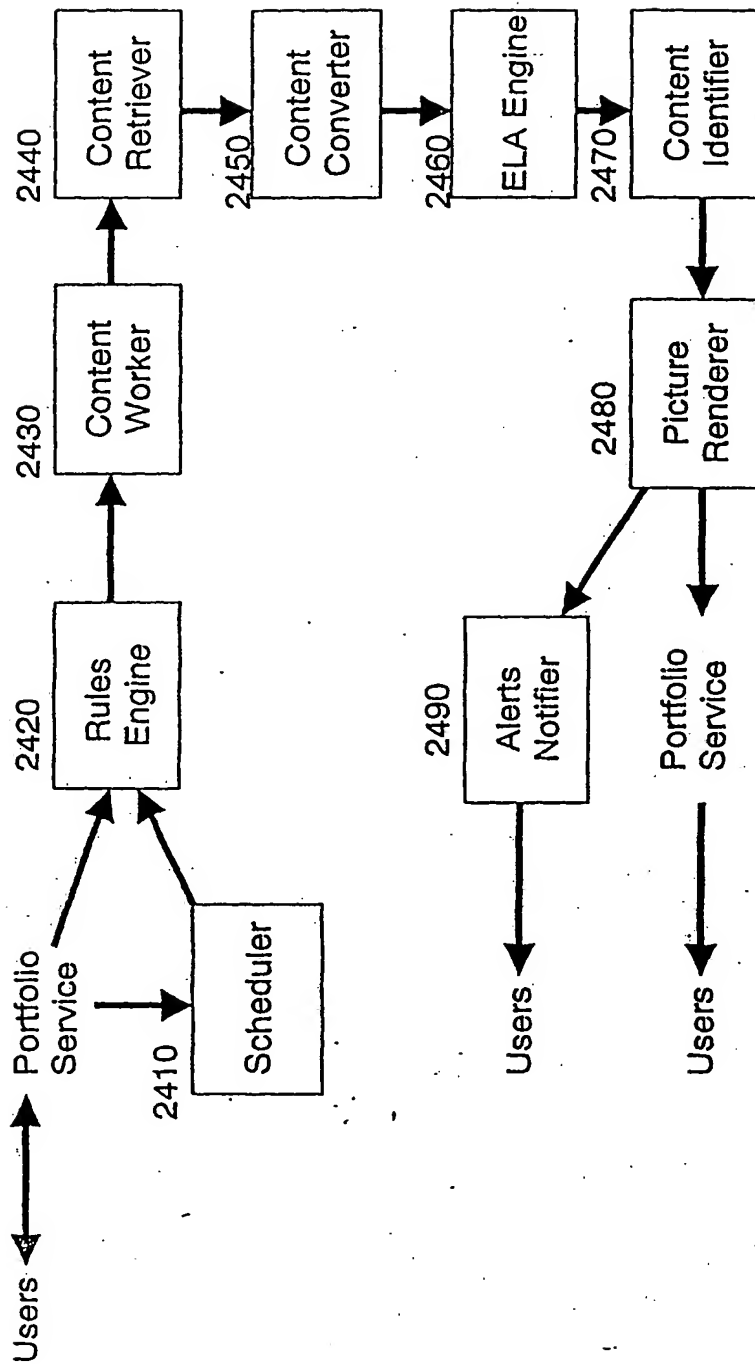 Users
Portfolio
Service
2410
Scheduler
2420
Rules
Engine
2430
Content
Worker
2440
Content
Retriever
2450
Content
Converter
2460
ELA Engine
2470
Content
Identifier
2480
Picture
Renderer
2490
Alerts
Notifier
Users
Portfolio
Service
Users